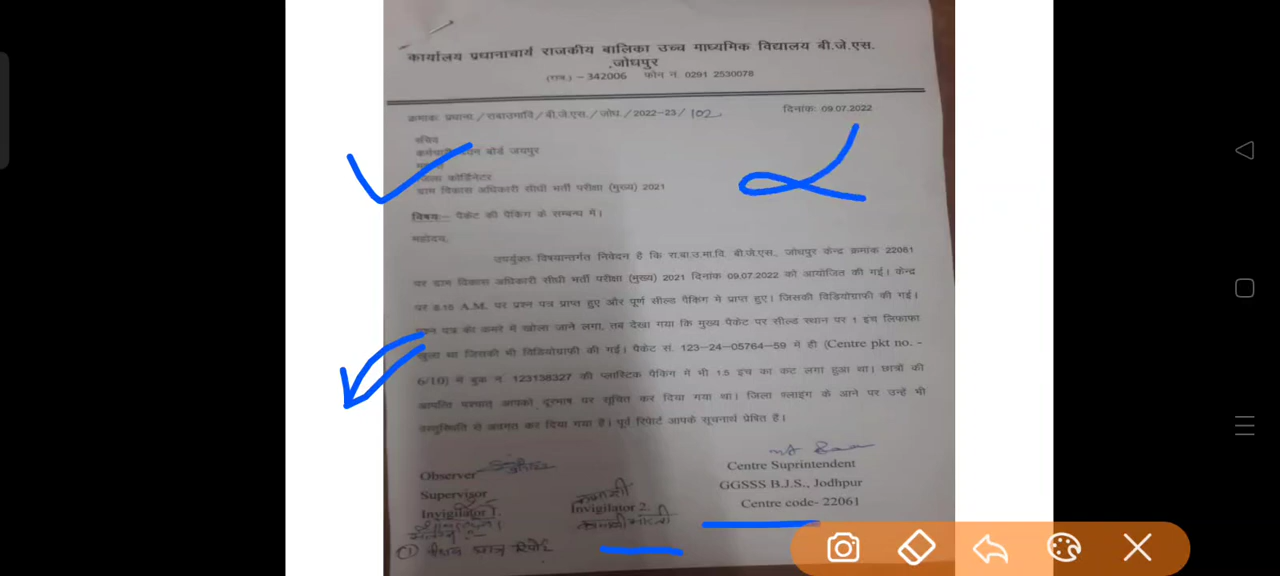 कार्यालय प्रधानाचार्य राजकीय बालिका उच्च माध्यमिक विद्यालय बी.जे.एस.
जोधपुर
(राज.) – 342006 फोन नं. 0291 2530078
क्रमांक प्रधाना./राबाउमावि/बी.जे.एस./जोध./2022-23/102
दिनांक: 09.07.2022
सचिव
कर्मचारी चयन बोर्ड जयपुर
जिला कोर्डिनेटर
ग्राम विकास अधिकारी सीधी भर्ती परीक्षा (मुख्य) 2021
विषय:– पैकेट की पैकिंग के सम्बन्ध में।
महोदय,
उपर्युक्त विषयान्तर्गत निवेदन है कि रा.बा.उ.मा.वि. बी.जे.एस., जोधपुर केन्द्र क्रमांक 22061
पर ग्राम विकास अधिकारी सीधी भर्ती परीक्षा (मुख्य) 2021 दिनांक 09.07.2022 को आयोजित की गई। केन्द्र
पर 8.15 A.M. पर प्रश्न पत्र प्राप्त हुए और पूर्ण सील्ड पैकिंग में प्राप्त हुए। जिसकी विडियोग्राफी की गई।
प्रश्न पत्र को कमरे में खोला जाने लगा, तब देखा गया कि मुख्य पैकेट पर सील्ड स्थान पर 1 इंच लिफाफा
खुला था जिसकी भी विडियोग्राफी की गई। पैकेट सं. 123-24-05764-59 में ही (Centre pkt no. -
6/10) में बुक नं. 123138327 की प्लास्टिक पैकिंग में भी 1.5 इंच का कट लगा हुआ था। छात्रों की
आपत्ति पश्चात् आपको दूरभाष पर सूचित कर दिया गया था। जिला फ्लाइंग के आने पर उन्हें भी
वस्तुस्थिति से अवगत कर दिया गया है। पूर्व रिपोर्ट आपके सूचनार्थ प्रेषित है।
Observer
Supervisor
Invigilator 1.
Invigilator 2.
Centre Suprintendent
GGSSS B.J.S., Jodhpur
Centre code- 22061